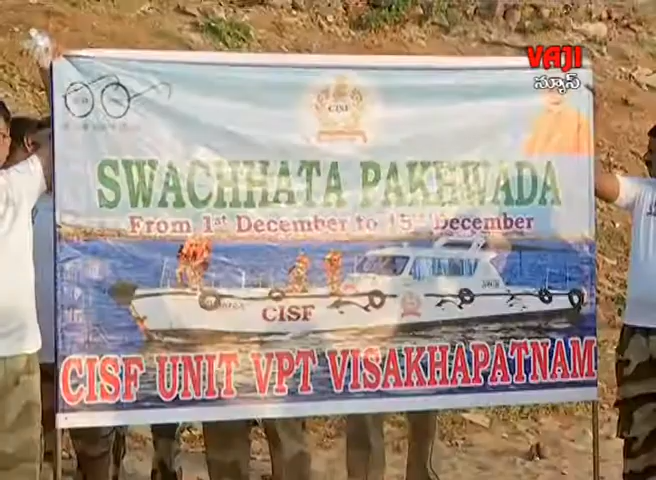 VAJI
న్యూస్
CISF
SWACHHATA PAKHWADA
From 1st December to 15th December
CISF
CISF UNIT VPT VISAKHAPATNAM